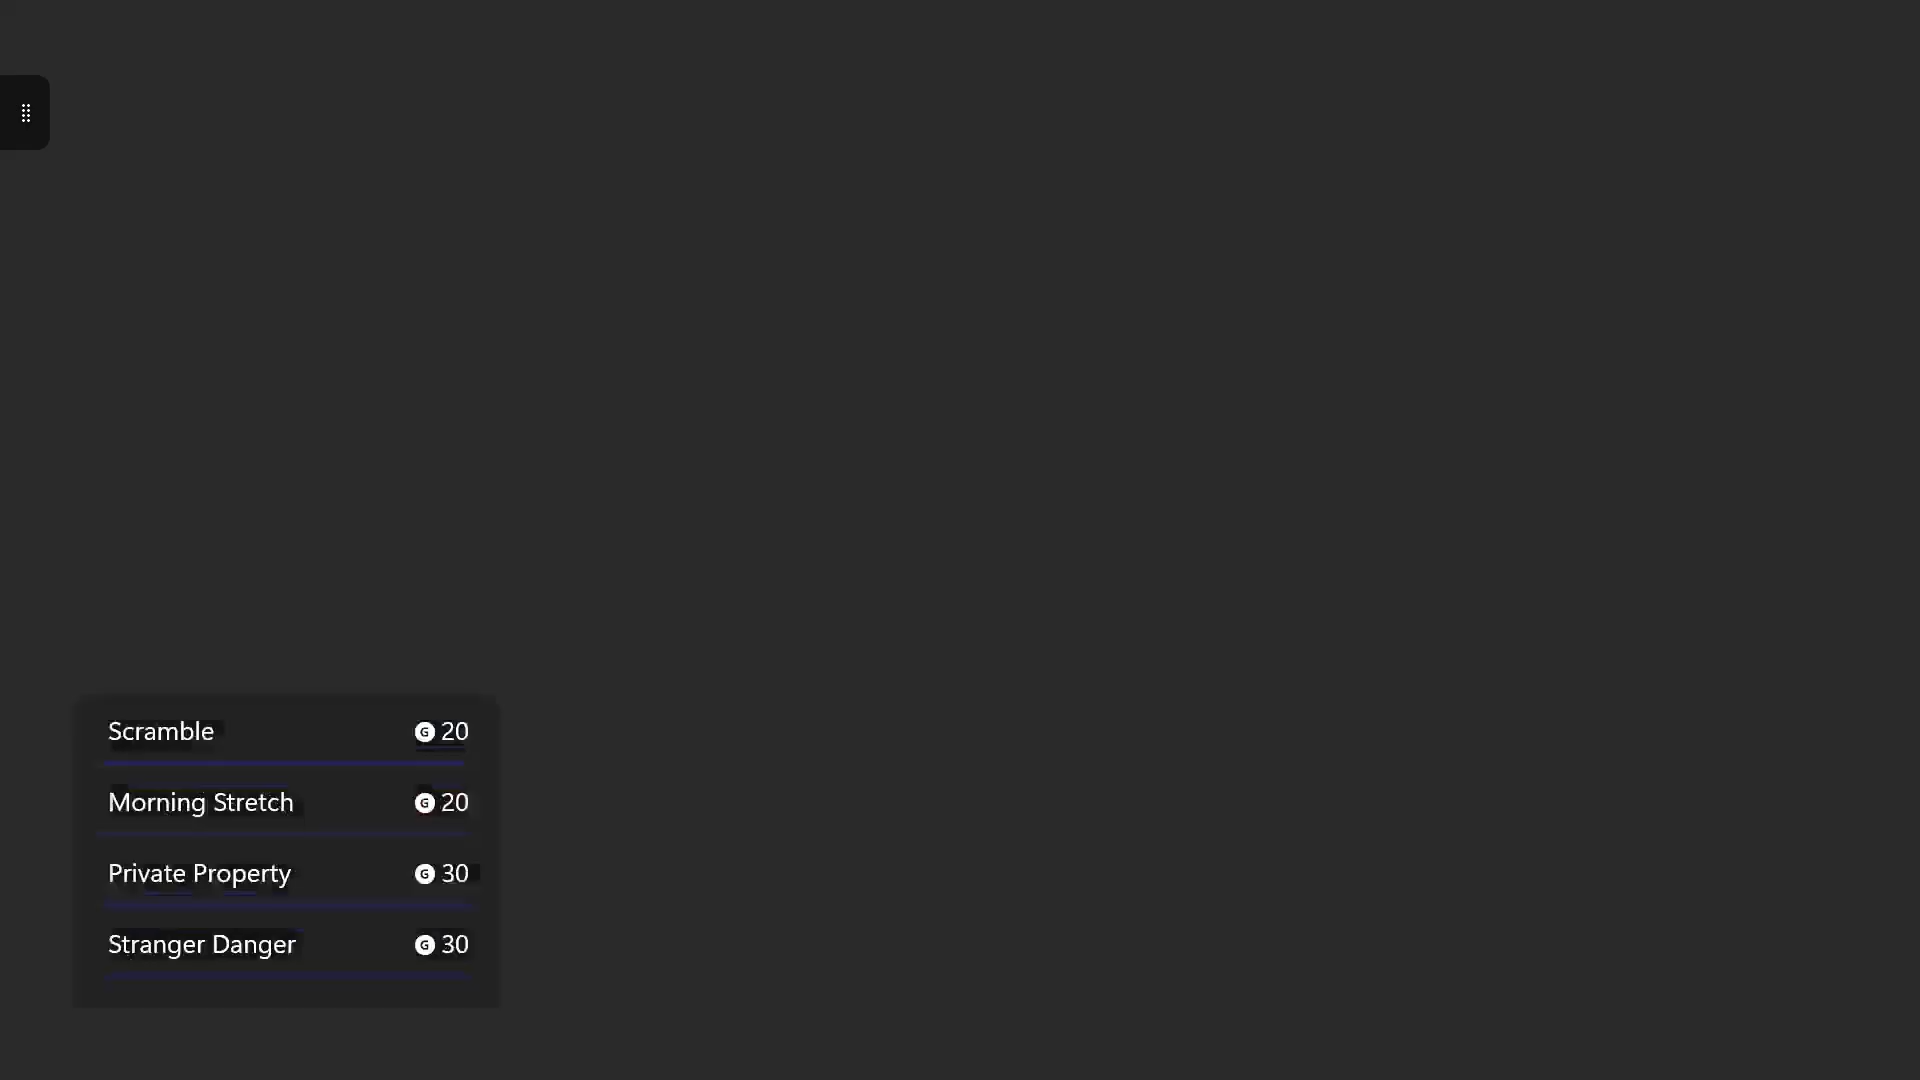 Scramble G 20
Morning Stretch G 20
Private Property G 30
Stranger Danger G 30